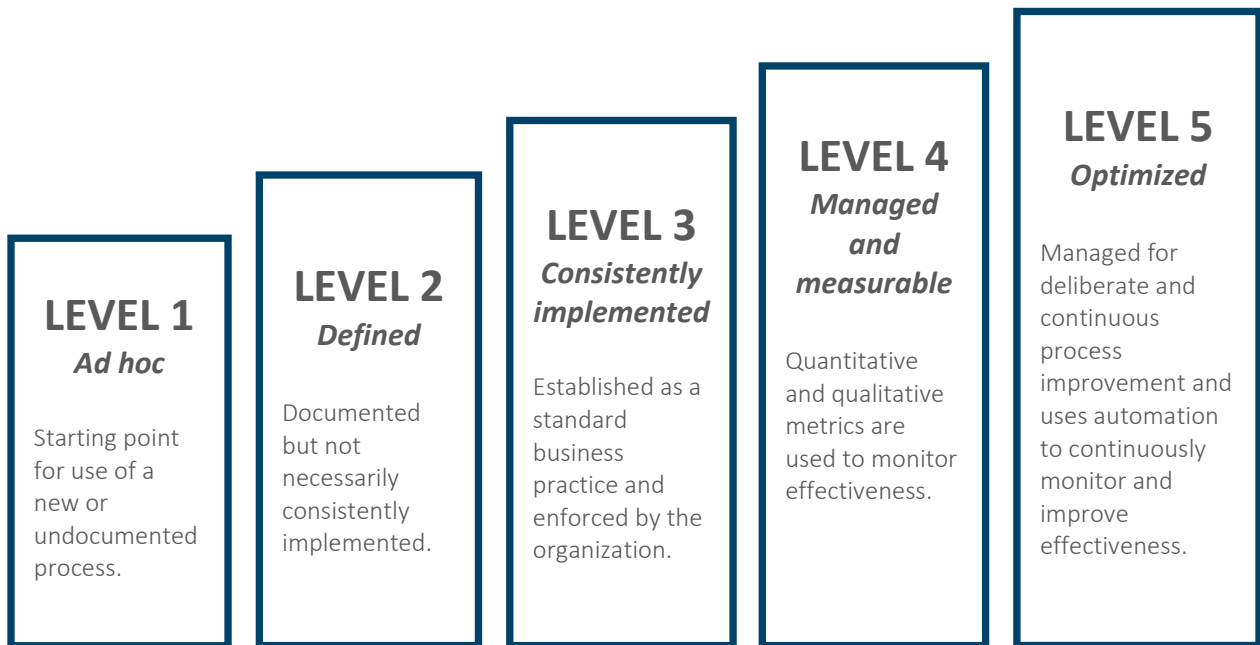 LEVEL 1
Ad hoc
Starting point
for use of a
new or
undocumented
process.
LEVEL 2
Defined
Documented
but not
necessarily
consistently
implemented.
LEVEL 3
Consistently
implemented
Established as a
standard
business
practice and
enforced by the
organization.
LEVEL 4
Managed
and
measurable
Quantitative
and qualitative
metrics are
used to monitor
effectiveness.
LEVEL 5
Optimized
Managed for
deliberate and
continuous
process
improvement and
uses automation
to continuously
monitor and
improve
effectiveness.